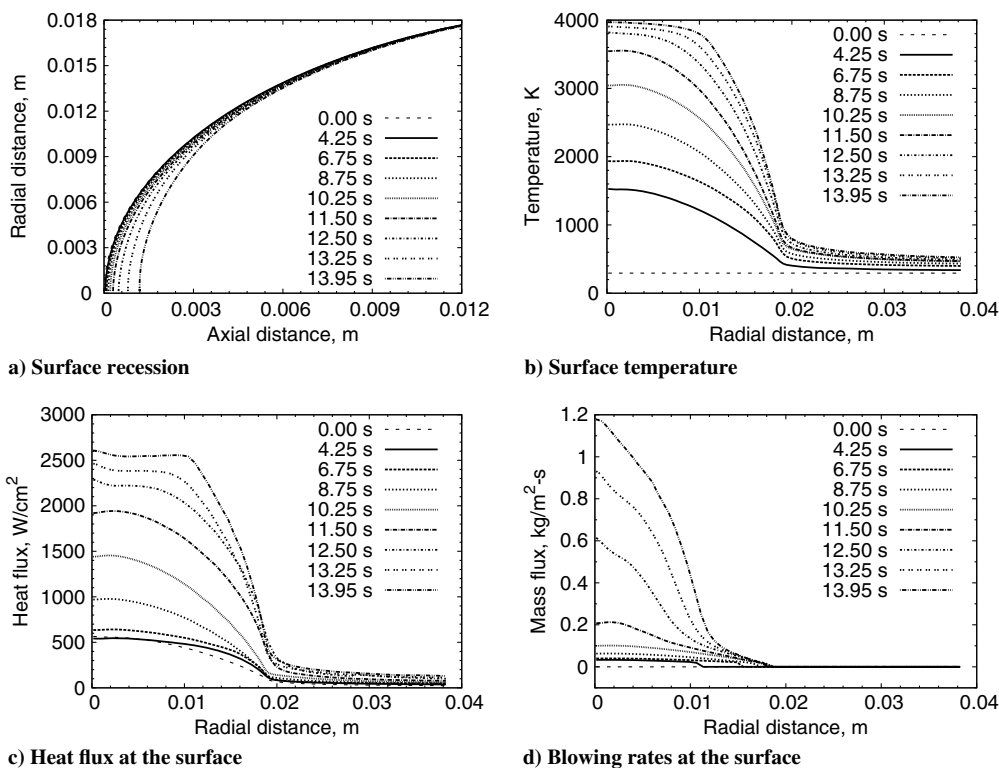 0.018
0.015
0.012
0.009
0.006
0.003
0
0
0.003
0.006
0.009
0.012
Radial distance, m
Axial distance, m
0.00 s
4.25 s
6.75 s
8.75 s
10.25 s
11.50 s
12.50 s
13.25 s
13.95 s
a) Surface recession
4000
3000
2000
1000
0
0
0.01
0.02
0.03
0.04
Temperature, K
Radial distance, m
0.00 s
4.25 s
6.75 s
8.75 s
10.25 s
11.50 s
12.50 s
13.25 s
13.95 s
b) Surface temperature
3000
2500
2000
1500
1000
500
0
0
0.01
0.02
0.03
0.04
Heat flux, W/cm²
Radial distance, m
0.00 s
4.25 s
6.75 s
8.75 s
10.25 s
11.50 s
12.50 s
13.25 s
13.95 s
c) Heat flux at the surface
1.2
1
0.8
0.6
0.4
0.2
0
0
0.01
0.02
0.03
0.04
Mass flux, kg/m²-s
Radial distance, m
0.00 s
4.25 s
6.75 s
8.75 s
10.25 s
11.50 s
12.50 s
13.25 s
13.95 s
d) Blowing rates at the surface